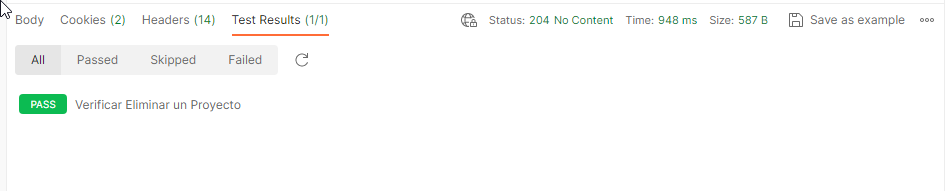 Body Cookies (2) Headers (14) Test Results (1/1) Status: 204 No Content Time: 948 ms Size: 587 B Save as example
All Passed Skipped Failed
PASS Verificar Eliminar un Proyecto